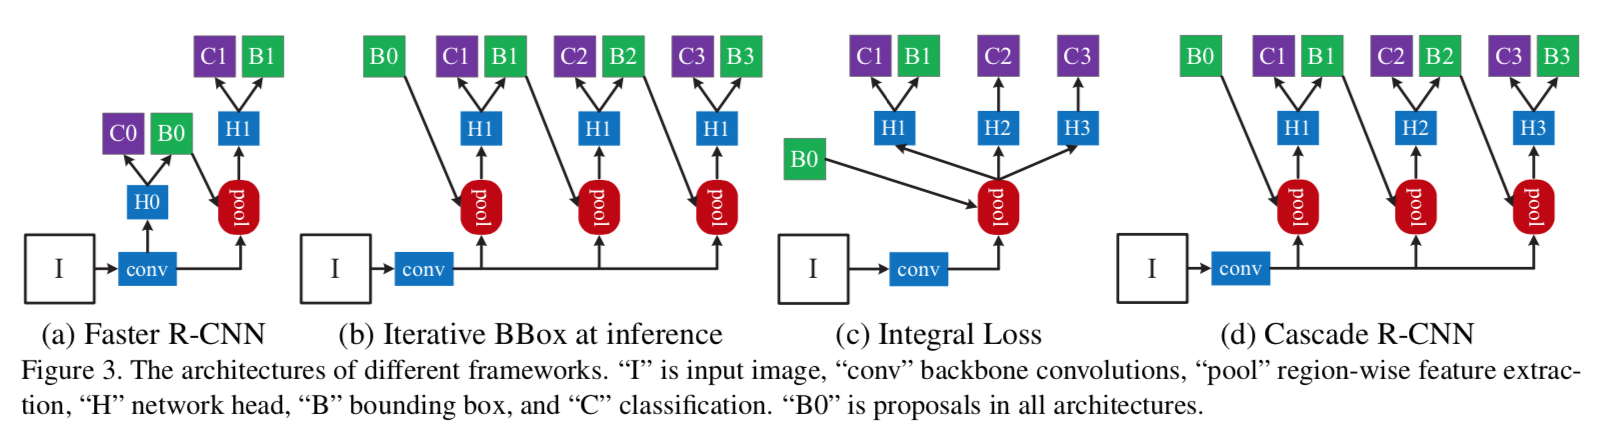 C1 B1
C0 B0 H1
H0 pool
I conv
(a) Faster R-CNN
B0 C1 B1 C2 B2 C3 B3
H1 H1 H1
pool pool pool
I conv
(b) Iterative BBox at inference
C1 B1 C2 C3
H1 H2 H3
B0
pool
I conv
(c) Integral Loss
B0 C1 B1 C2 B2 C3 B3
H1 H2 H3
pool pool pool
I conv
(d) Cascade R-CNN
Figure 3. The architectures of different frameworks. “I” is input image, “conv” backbone convolutions, “pool” region-wise feature extrac-
tion, “H” network head, “B” bounding box, and “C” classification. “B0” is proposals in all architectures.